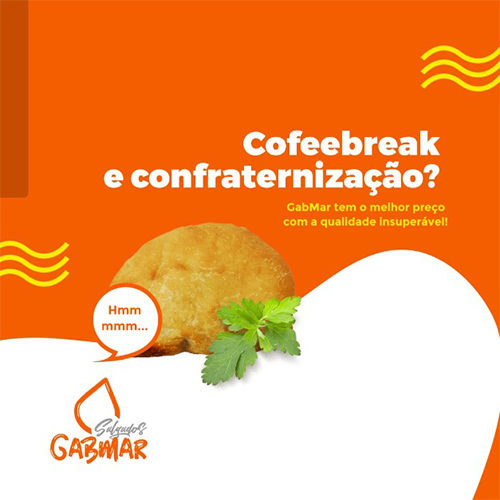 Cofeebreak
e confraternização?
GabMar tem o melhor preço
com a qualidade insuperável!
Hmm
mmm...
Salgados
GABMAR